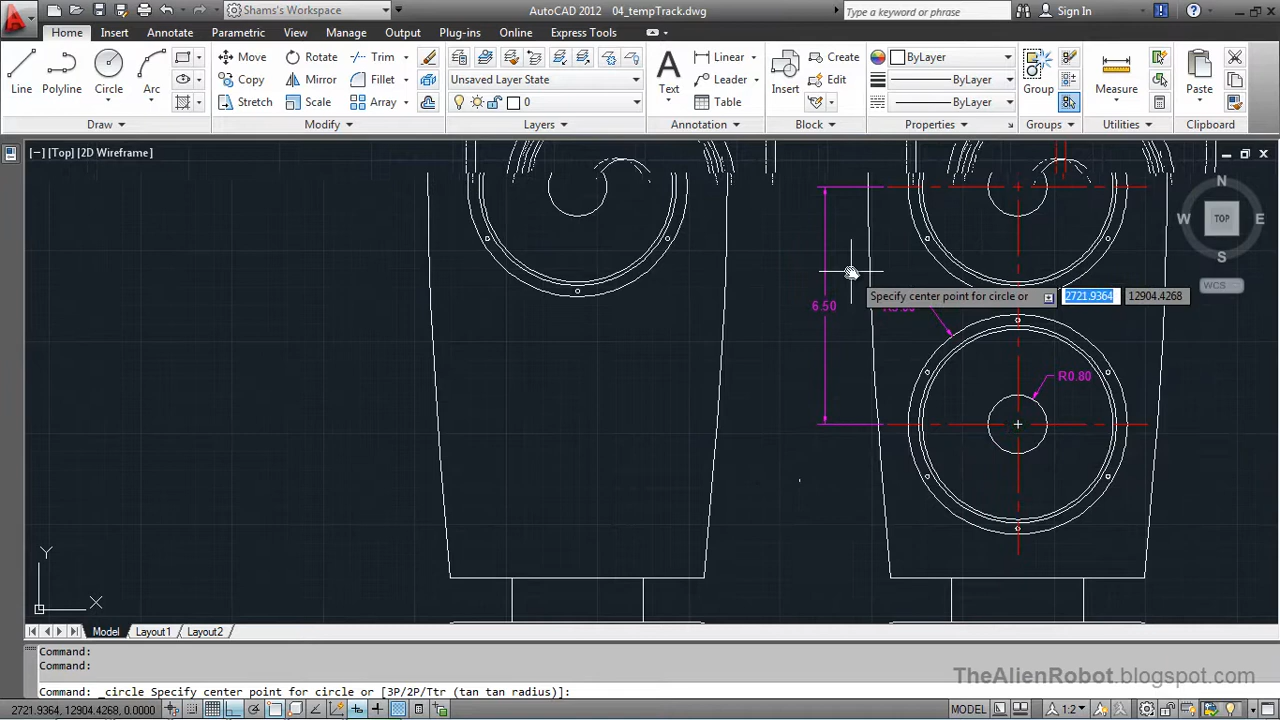 Shams's Workspace
AutoCAD 2012 04_tempTrack.dwg
Type a keyword or phrase
Sign In
Home Insert Annotate Parametric View Manage Output Plug-ins Online Express Tools
Line
Polyline
Circle
Arc
Draw
Move
Copy
Stretch
Rotate
Mirror
Scale
Trim
Fillet
Array
Modify
Unsaved Layer State
0
Layers
Text
Linear
Leader
Table
Annotation
Insert
Create
Edit
Block
ByLayer
ByLayer
ByLayer
Properties
Group
Groups
Measure
Utilities
Paste
Clipboard
[−] [Top] [2D Wireframe]
N
W TOP E
S
WCS
6.50
Specify center point for circle or 2721.9364 12904.4268
R0.80
Y
X
Model Layout1 Layout2
Command:
Command:
Command: _circle Specify center point for circle or [3P/2P/Ttr (tan tan radius)]:
TheAlienRobot.blogspot.com
2721.9364, 12904.4268, 0.0000
MODEL
1:2